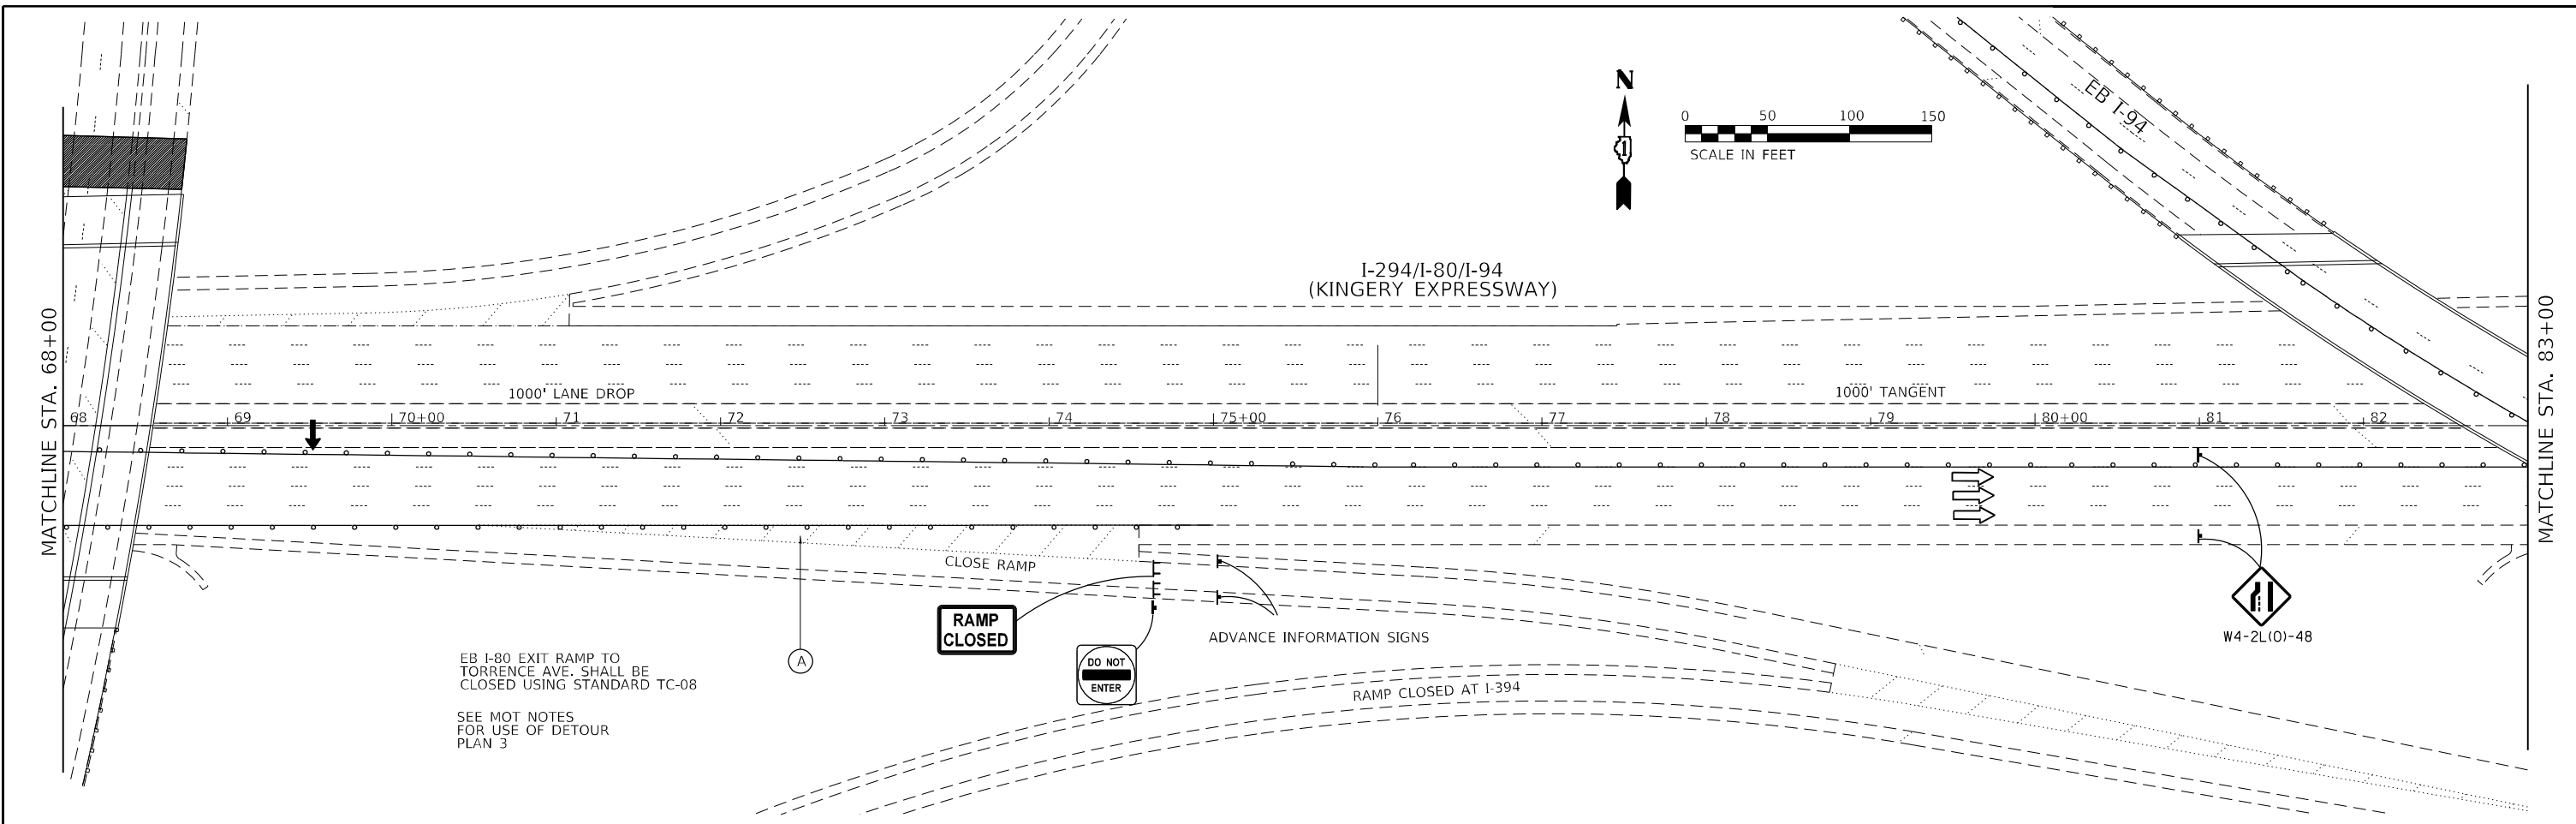 N
1
0 50 100 150
SCALE IN FEET
EB I-94
I-294/I-80/I-94
(KINGERY EXPRESSWAY)
MATCHLINE STA. 68+00
MATCHLINE STA. 83+00
1000' LANE DROP
1000' TANGENT
68 69 70+00 71 72 73 74 75+00 76 77 78 79 80+00 81 82
CLOSE RAMP
RAMP
CLOSED
DO NOT
ENTER
ADVANCE INFORMATION SIGNS
W4-2L(O)-48
A
EB I-80 EXIT RAMP TO
TORRENCE AVE. SHALL BE
CLOSED USING STANDARD TC-08
SEE MOT NOTES
FOR USE OF DETOUR
PLAN 3
RAMP CLOSED AT I-394